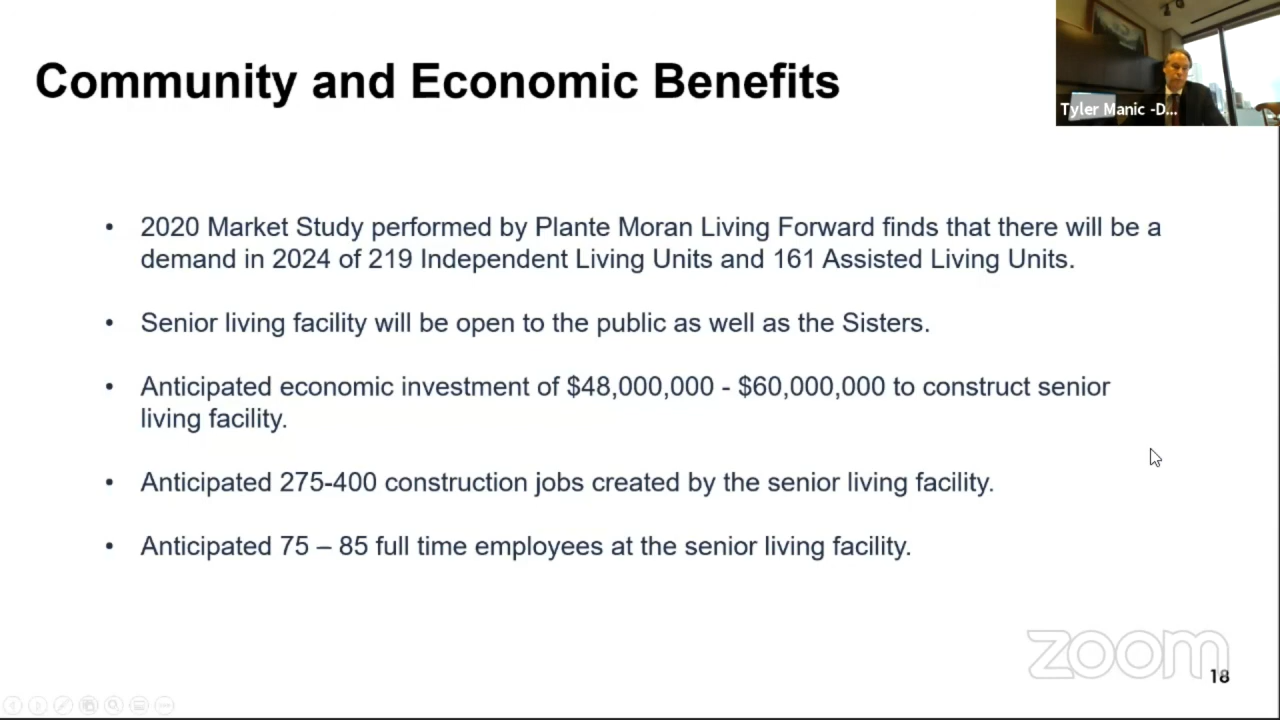 Community and Economic Benefits
Tyler Manic -D...
• 2020 Market Study performed by Plante Moran Living Forward finds that there will be a
demand in 2024 of 219 Independent Living Units and 161 Assisted Living Units.
• Senior living facility will be open to the public as well as the Sisters.
• Anticipated economic investment of $48,000,000 - $60,000,000 to construct senior
living facility.
• Anticipated 275-400 construction jobs created by the senior living facility.
• Anticipated 75 – 85 full time employees at the senior living facility.
zoom
18